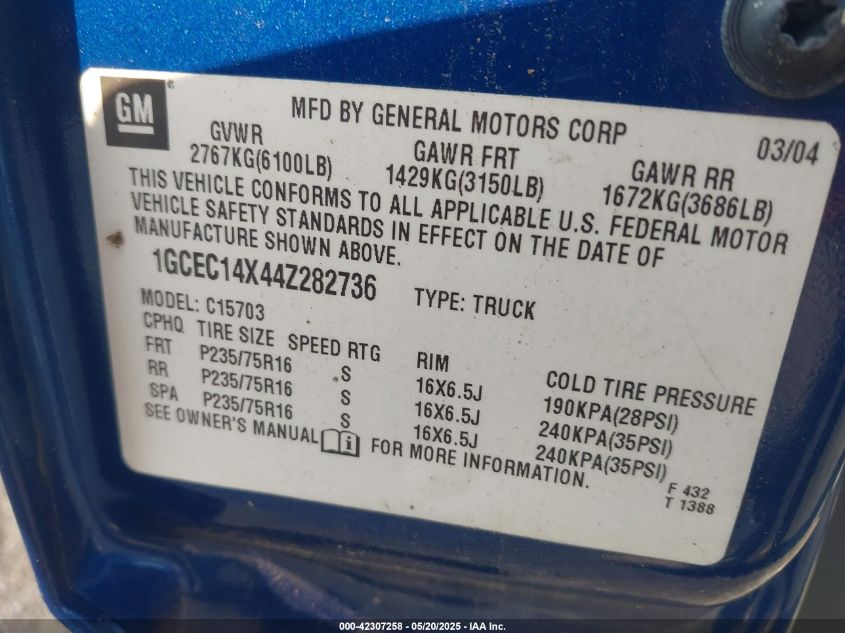 GM
MFD BY GENERAL MOTORS CORP 03/04
GVWR GAWR FRT GAWR RR
2767KG(6100LB) 1429KG(3150LB) 1672KG(3686LB)
THIS VEHICLE CONFORMS TO ALL APPLICABLE U.S. FEDERAL MOTOR
VEHICLE SAFETY STANDARDS IN EFFECT ON THE DATE OF
MANUFACTURE SHOWN ABOVE.
1GCEC14X44Z282736 TYPE: TRUCK
MODEL: C15703
CPHQ TIRE SIZE SPEED RTG RIM COLD TIRE PRESSURE
FRT P235/75R16 S 16X6.5J 190KPA(28PSI)
RR P235/75R16 S 16X6.5J 240KPA(35PSI)
SPA P235/75R16 S 16X6.5J 240KPA(35PSI)
SEE OWNER'S MANUAL i FOR MORE INFORMATION.
F 432
T 1388
000-42307258 - 05/20/2025 - IAA Inc.